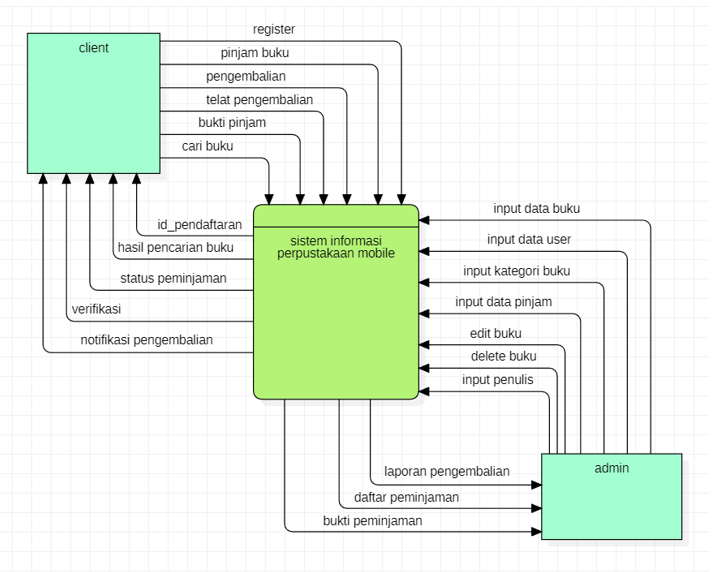 client
register
pinjam buku
pengembalian
telat pengembalian
bukti pinjam
cari buku
id_pendaftaran
hasil pencarian buku
status peminjaman
verifikasi
notifikasi pengembalian
sistem informasi
perpustakaan mobile
input data buku
input data user
input kategori buku
input data pinjam
edit buku
delete buku
input penulis
admin
laporan pengembalian
daftar peminjaman
bukti peminjaman